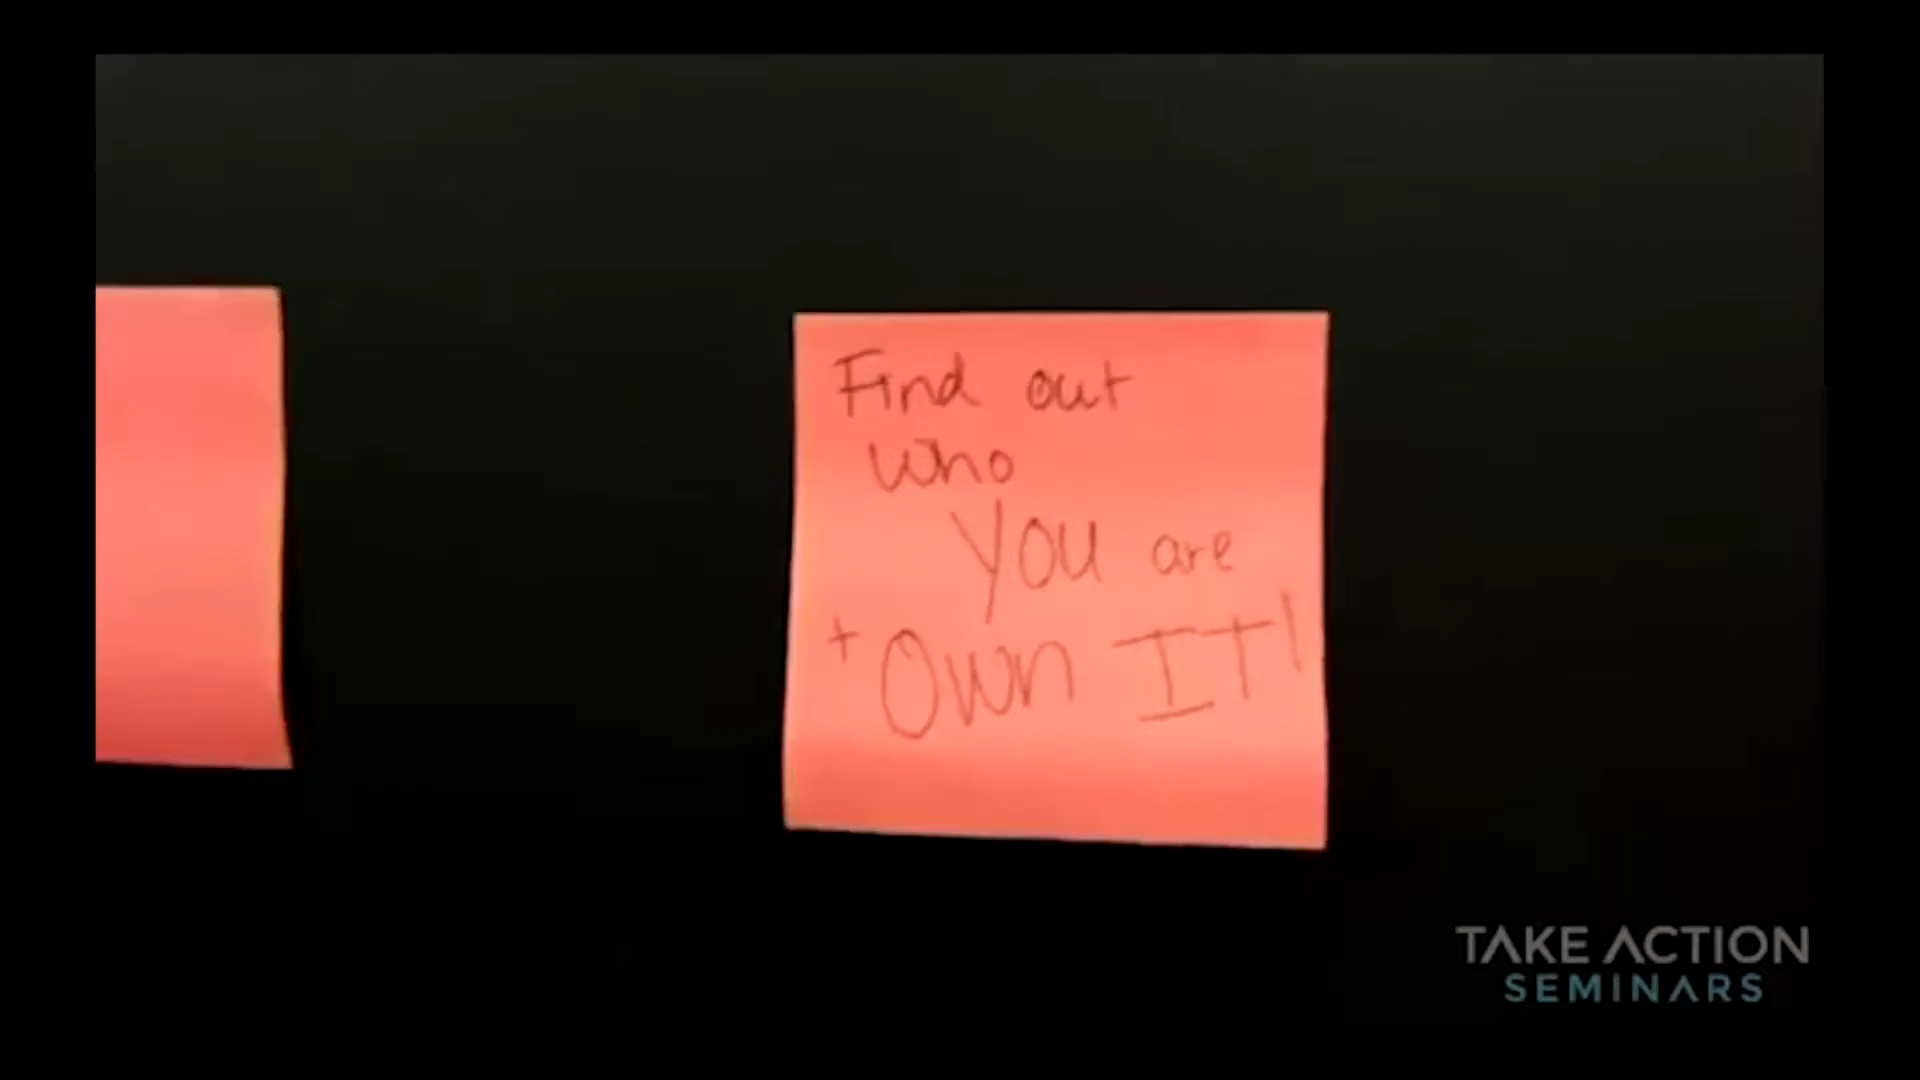 Find out
who
YOU are
+ Own IT!
TAKE ACTION
SEMINARS